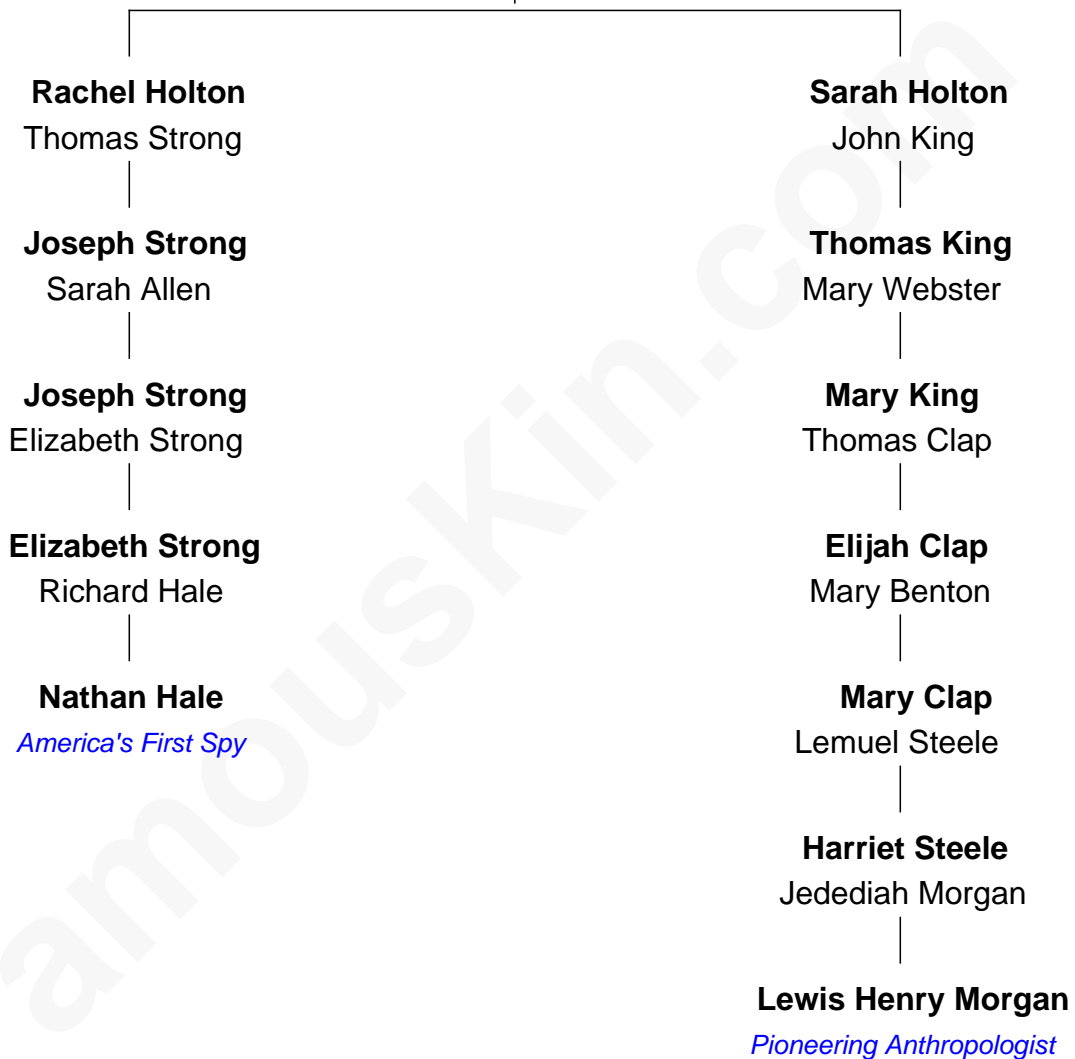 Rachel Holton
Thomas Strong
Joseph Strong
Sarah Allen
Joseph Strong
Elizabeth Strong
Elizabeth Strong
Richard Hale
Nathan Hale
America's First Spy
Sarah Holton
John King
Thomas King
Mary Webster
Mary King
Thomas Clap
Elijah Clap
Mary Benton
Mary Clap
Lemuel Steele
Harriet Steele
Jedediah Morgan
Lewis Henry Morgan
Pioneering Anthropologist
amouskin.com